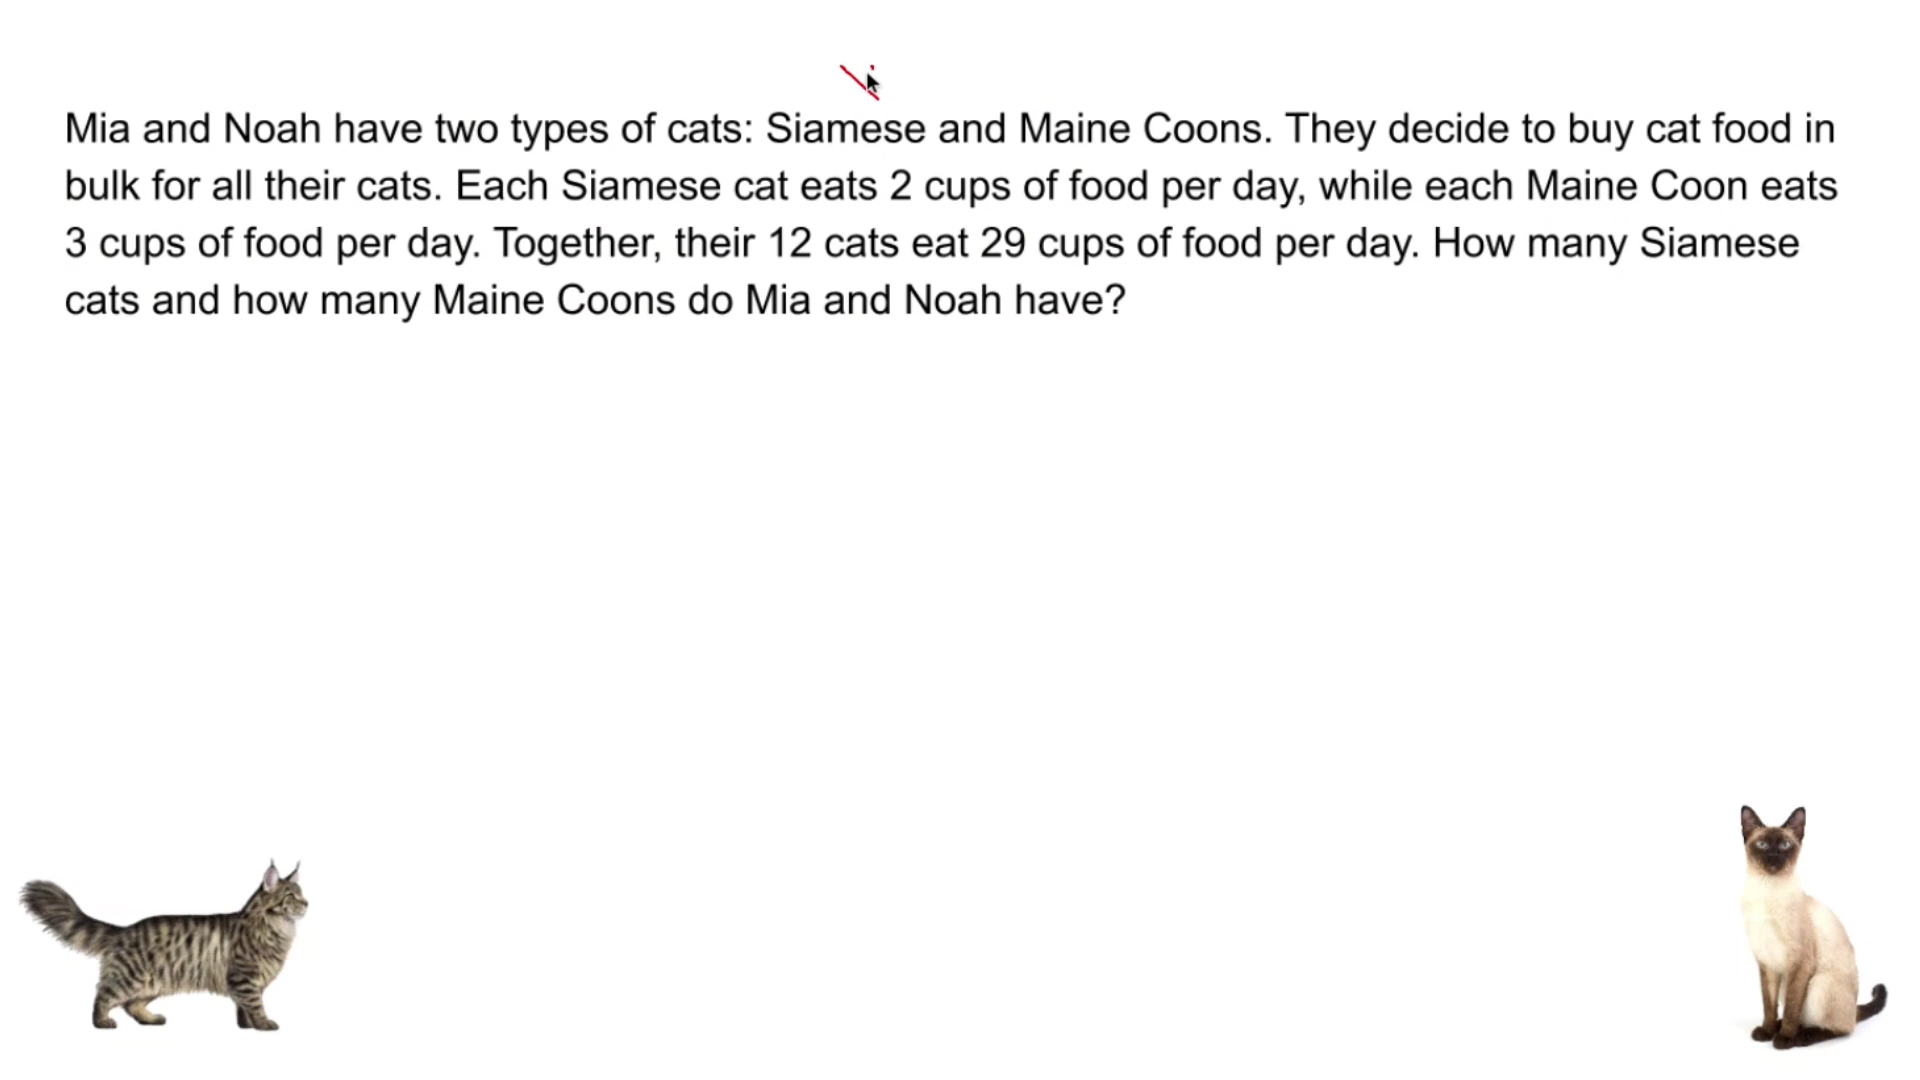 Mia and Noah have two types of cats: Siamese and Maine Coons. They decide to buy cat food in
bulk for all their cats. Each Siamese cat eats 2 cups of food per day, while each Maine Coon eats
3 cups of food per day. Together, their 12 cats eat 29 cups of food per day. How many Siamese
cats and how many Maine Coons do Mia and Noah have?